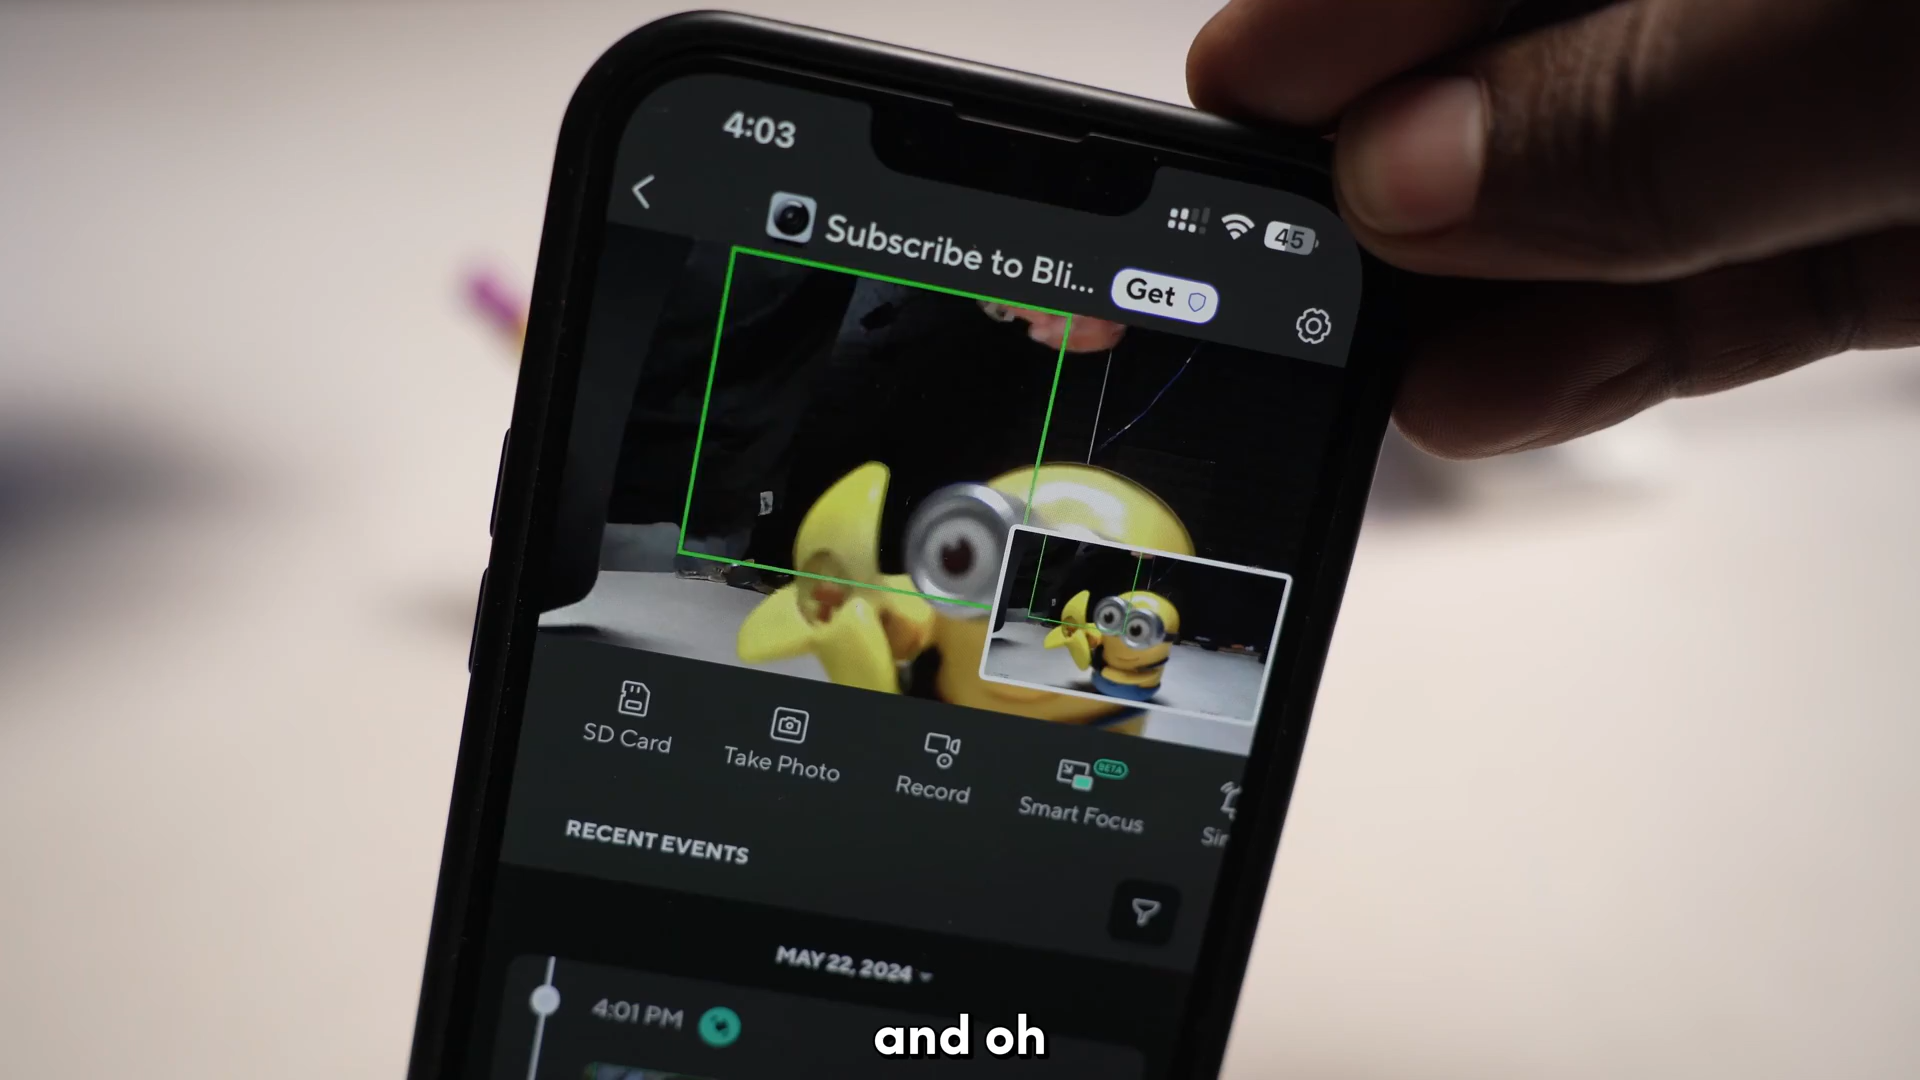 4:03
45
Subscribe to Bli...
Get
SD Card
Take Photo
Record
BETA
Smart Focus
Sir
RECENT EVENTS
MAY 22, 2024
4:01 PM
and oh